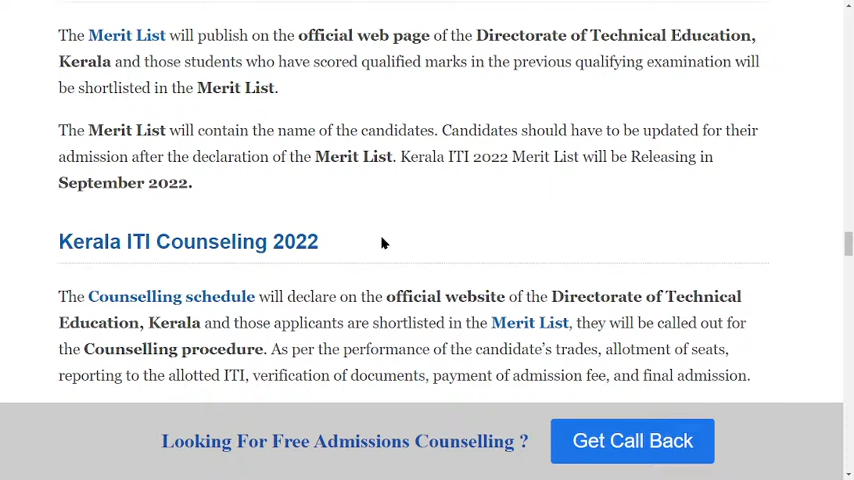 The Merit List will publish on the official web page of the Directorate of Technical Education,
Kerala and those students who have scored qualified marks in the previous qualifying examination will
be shortlisted in the Merit List.
The Merit List will contain the name of the candidates. Candidates should have to be updated for their
admission after the declaration of the Merit List. Kerala ITI 2022 Merit List will be Releasing in
September 2022.
Kerala ITI Counseling 2022
The Counselling schedule will declare on the official website of the Directorate of Technical
Education, Kerala and those applicants are shortlisted in the Merit List, they will be called out for
the Counselling procedure. As per the performance of the candidate's trades, allotment of seats,
reporting to the allotted ITI, verification of documents, payment of admission fee, and final admission.
Looking For Free Admissions Counselling ?
Get Call Back